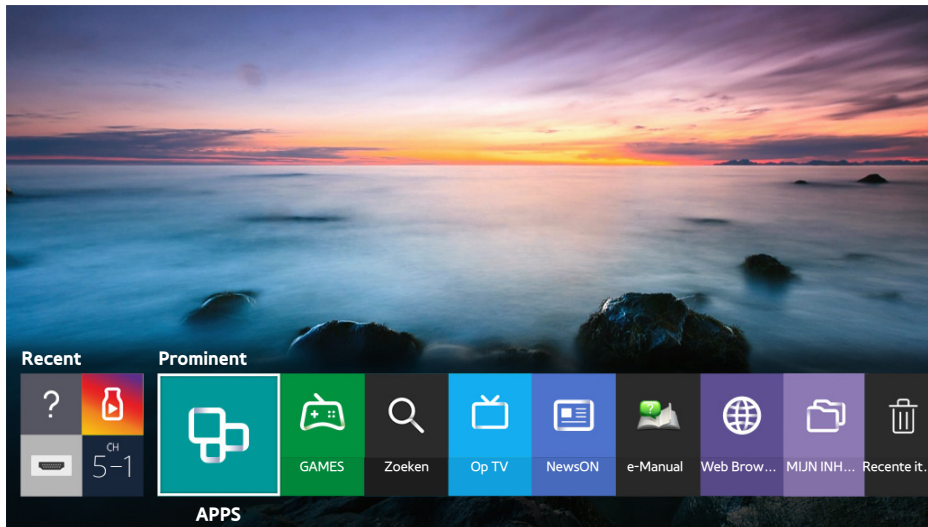 Recent
Prominent
?
CH
5-1
GAMES
Zoeken
Op TV
NewsON
?
e-Manual
Web Brow...
MIJN INH...
Recente it.
APPS